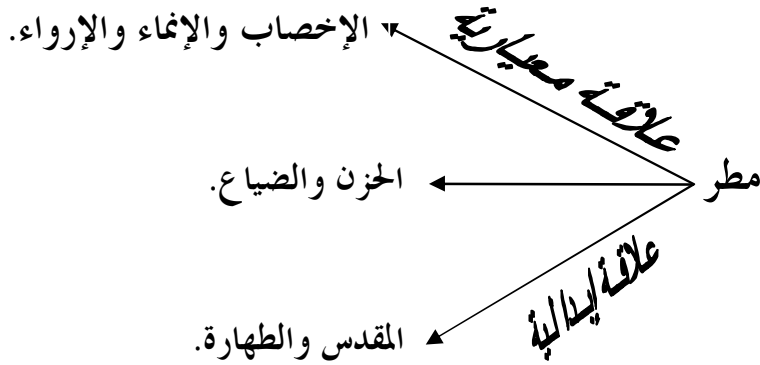 الإخصاب والإنماء والإرواء.
علاقة معيارية
مطر
الحزن والضياع.
علاقة إبدالية
المقدس والطهارة.